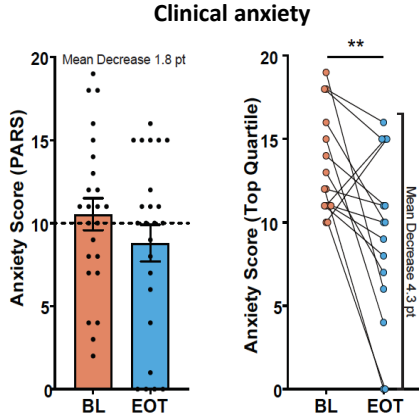 Clinical anxiety
Mean Decrease 1.8 pt
Anxiety Score (PARS)
20
15
10
5
0
BL EOT
**
Anxiety Score (Top Quartile)
20
15
10
5
0
BL EOT
Mean Decrease 4.3 pt